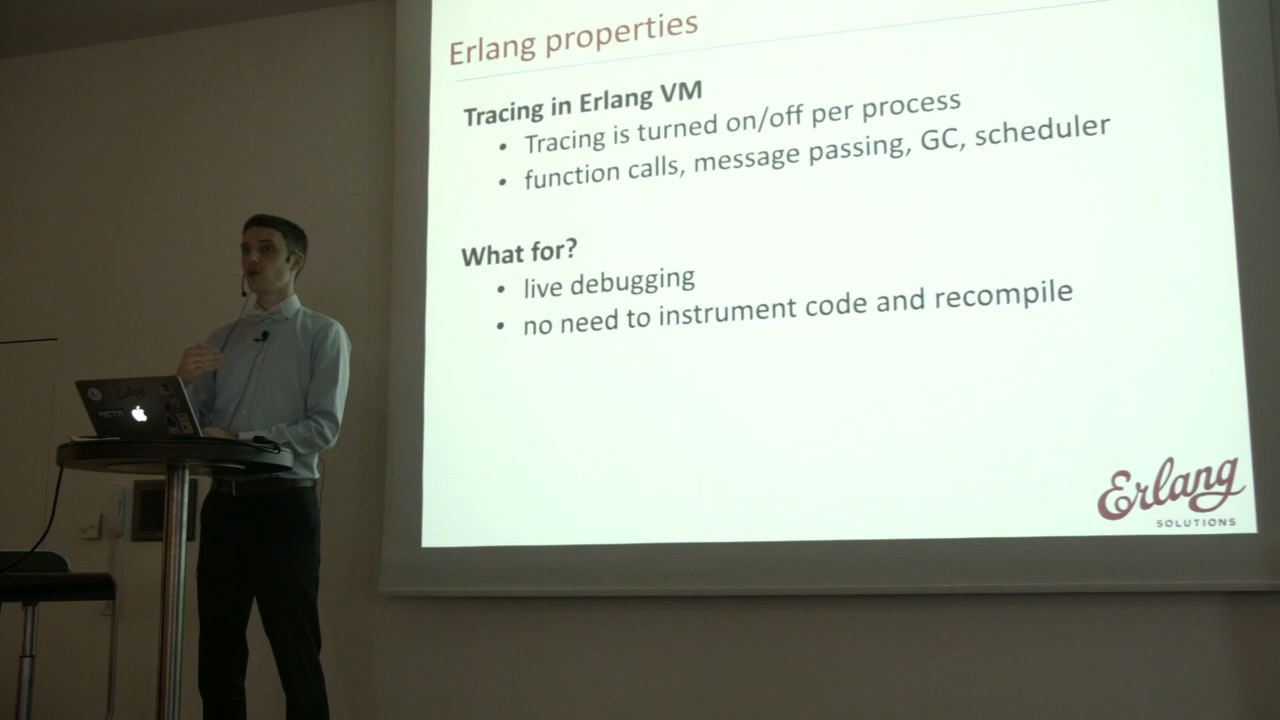 Erlang properties
Tracing in Erlang VM
• Tracing is turned on/off per process
• function calls, message passing, GC, scheduler
What for?
• live debugging
• no need to instrument code and recompile
Erlang
SOLUTIONS
Erlang